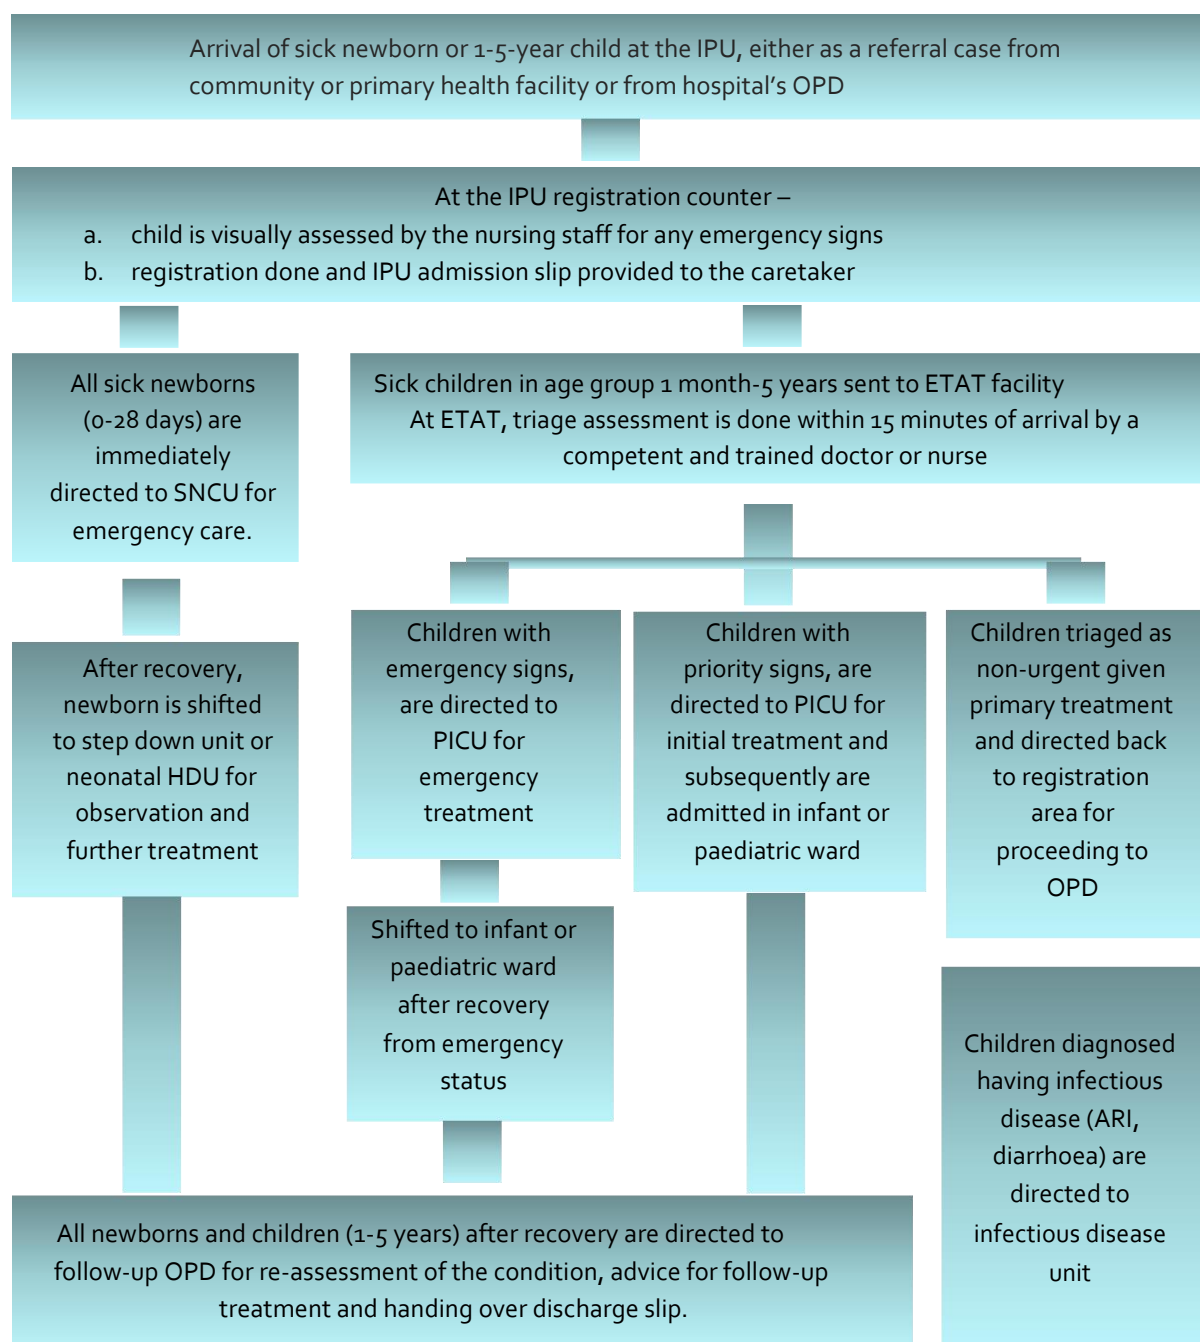 Arrival of sick newborn or 1-5-year child at the IPU, either as a referral case from
community or primary health facility or from hospital's OPD
At the IPU registration counter –
a. child is visually assessed by the nursing staff for any emergency signs
b. registration done and IPU admission slip provided to the caretaker
All sick newborns
(0-28 days) are
immediately
directed to SNCU for
emergency care.
Sick children in age group 1 month-5 years sent to ETAT facility
At ETAT, triage assessment is done within 15 minutes of arrival by a
competent and trained doctor or nurse
After recovery,
newborn is shifted
to step down unit or
neonatal HDU for
observation and
further treatment
Children with
emergency signs,
are directed to
PICU for
emergency
treatment
Children with
priority signs, are
directed to PICU for
initial treatment and
subsequently are
admitted in infant or
paediatric ward
Children triaged as
non-urgent given
primary treatment
and directed back
to registration
area for
proceeding to
OPD
Shifted to infant or
paediatric ward
after recovery
from emergency
status
Children diagnosed
having infectious
disease (ARI,
diarrhoea) are
directed to
infectious disease
unit
All newborns and children (1-5 years) after recovery are directed to
follow-up OPD for re-assessment of the condition, advice for follow-up
treatment and handing over discharge slip.